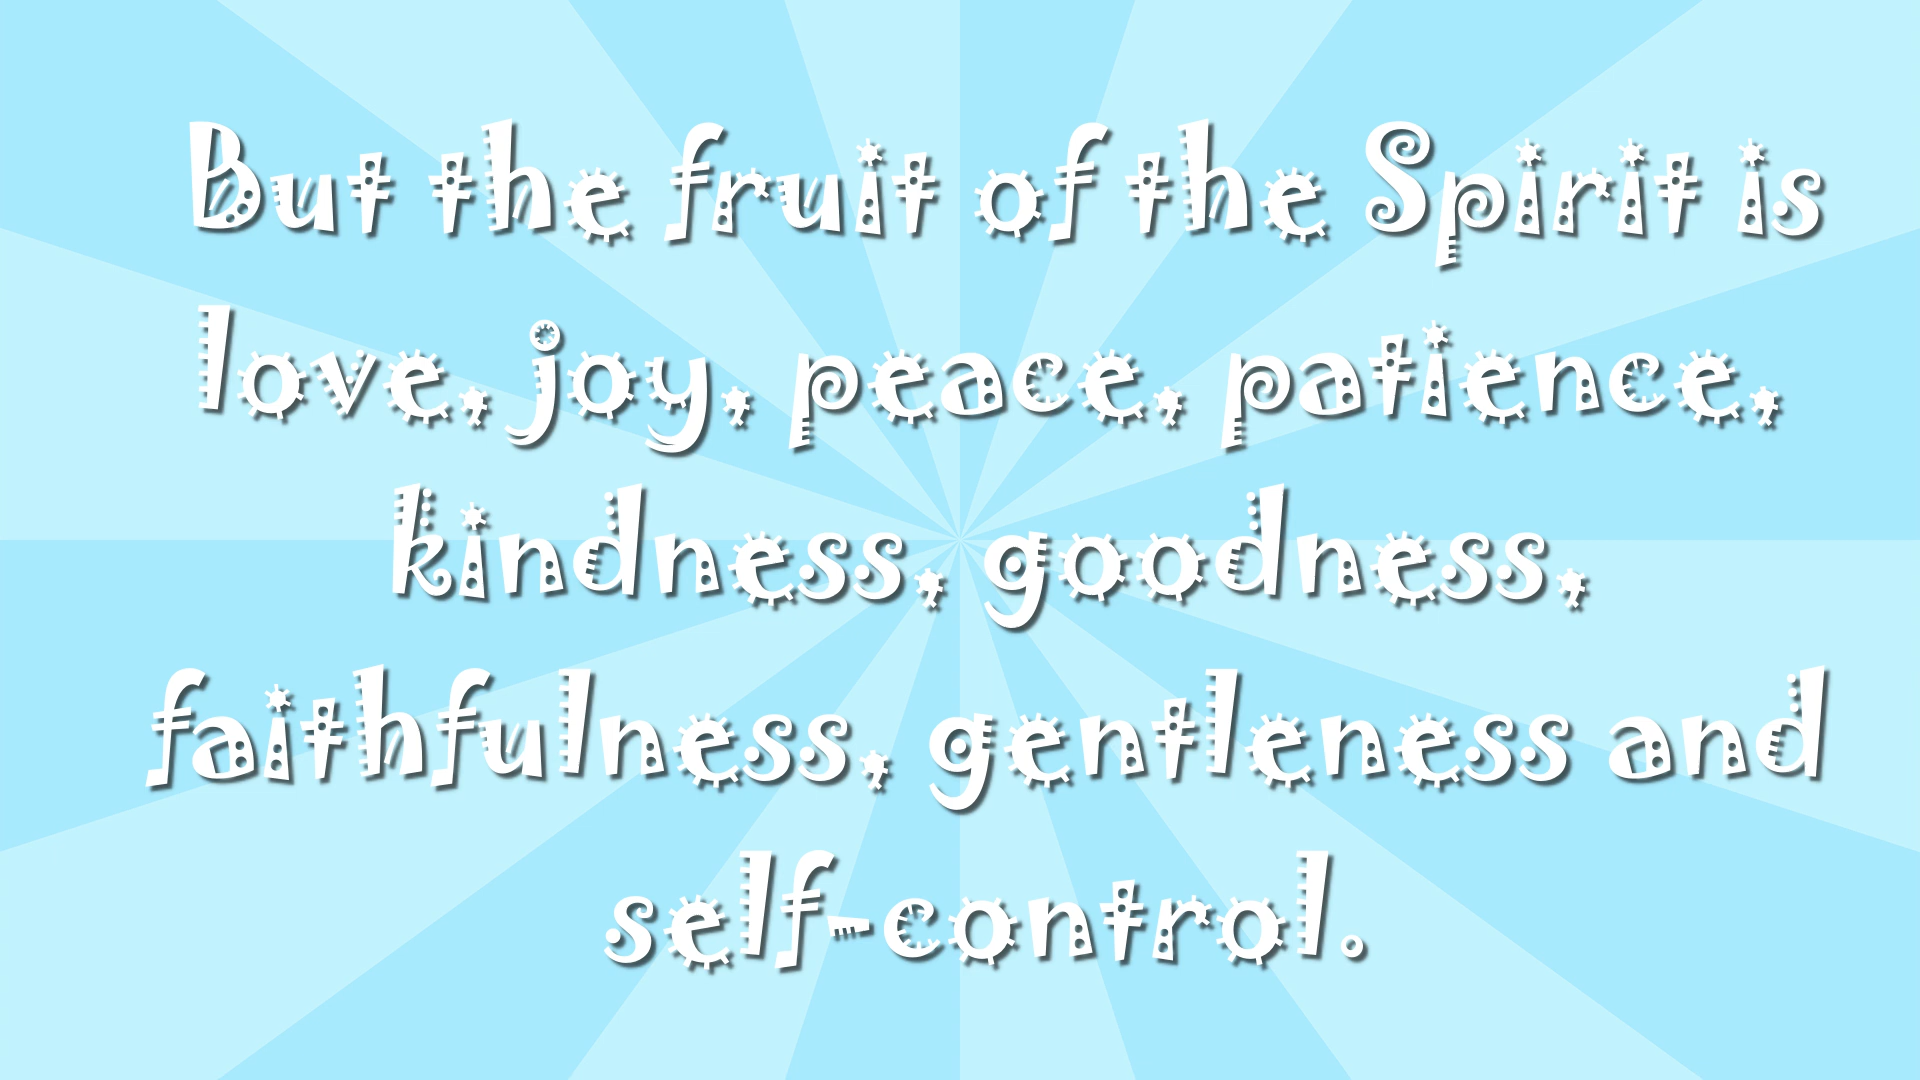 But the fruit of the Spirit is
love, joy, peace, patience,
kindness, goodness,
faithfulness, gentleness and
self-control.